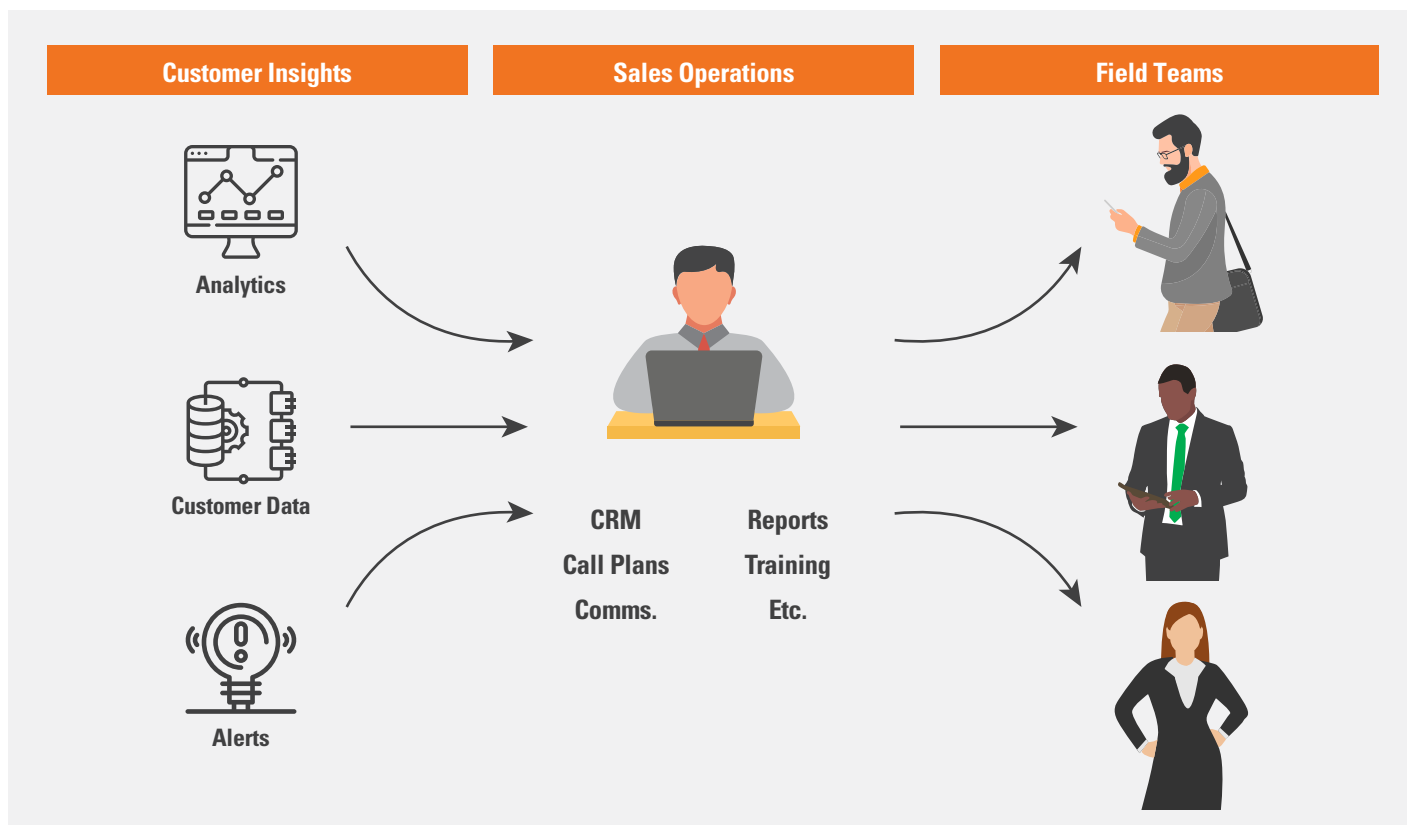 Customer Insights
Sales Operations
Field Teams
Analytics
Customer Data
Alerts
CRM
Call Plans
Comms.
Reports
Training
Etc.